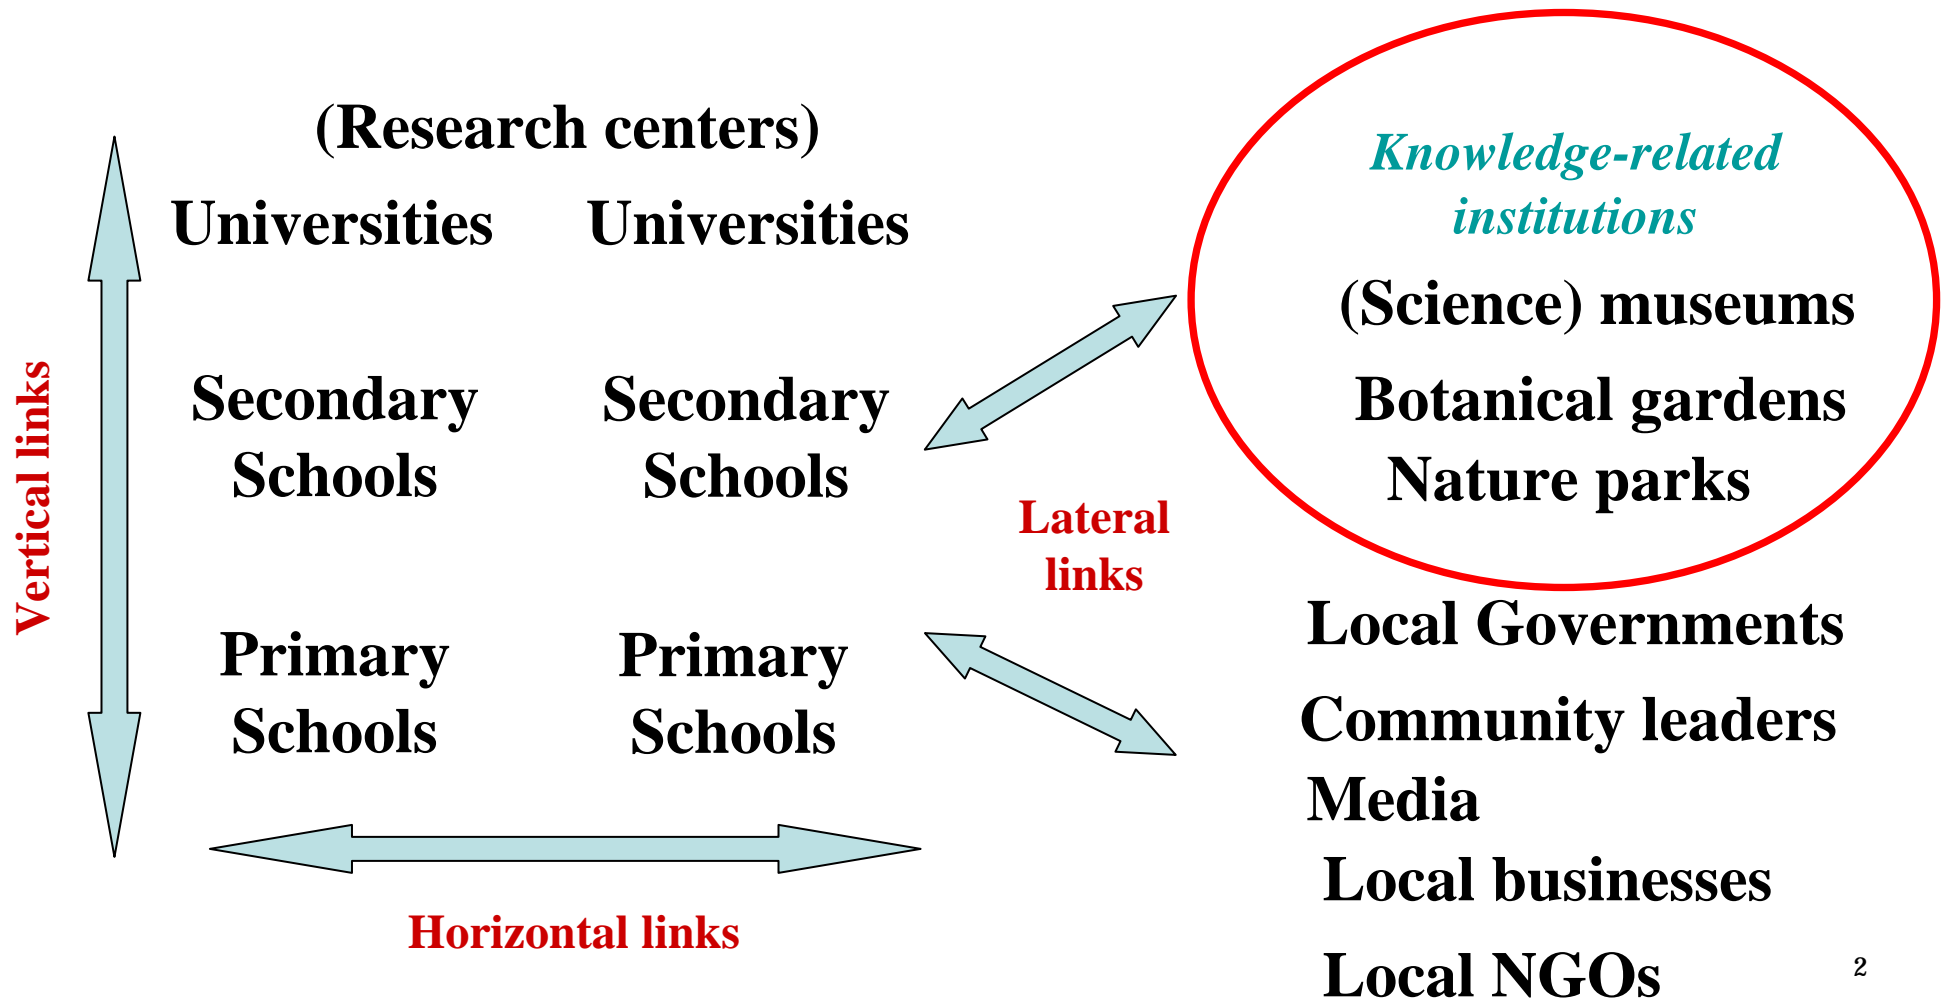 (Research centers)
Universities
Universities
Secondary
Schools
Secondary
Schools
Primary
Schools
Primary
Schools
Vertical links
Horizontal links
Lateral
links
Knowledge-related
institutions
(Science) museums
Botanical gardens
Nature parks
Local Governments
Community leaders
Media
Local businesses
Local NGOs
2